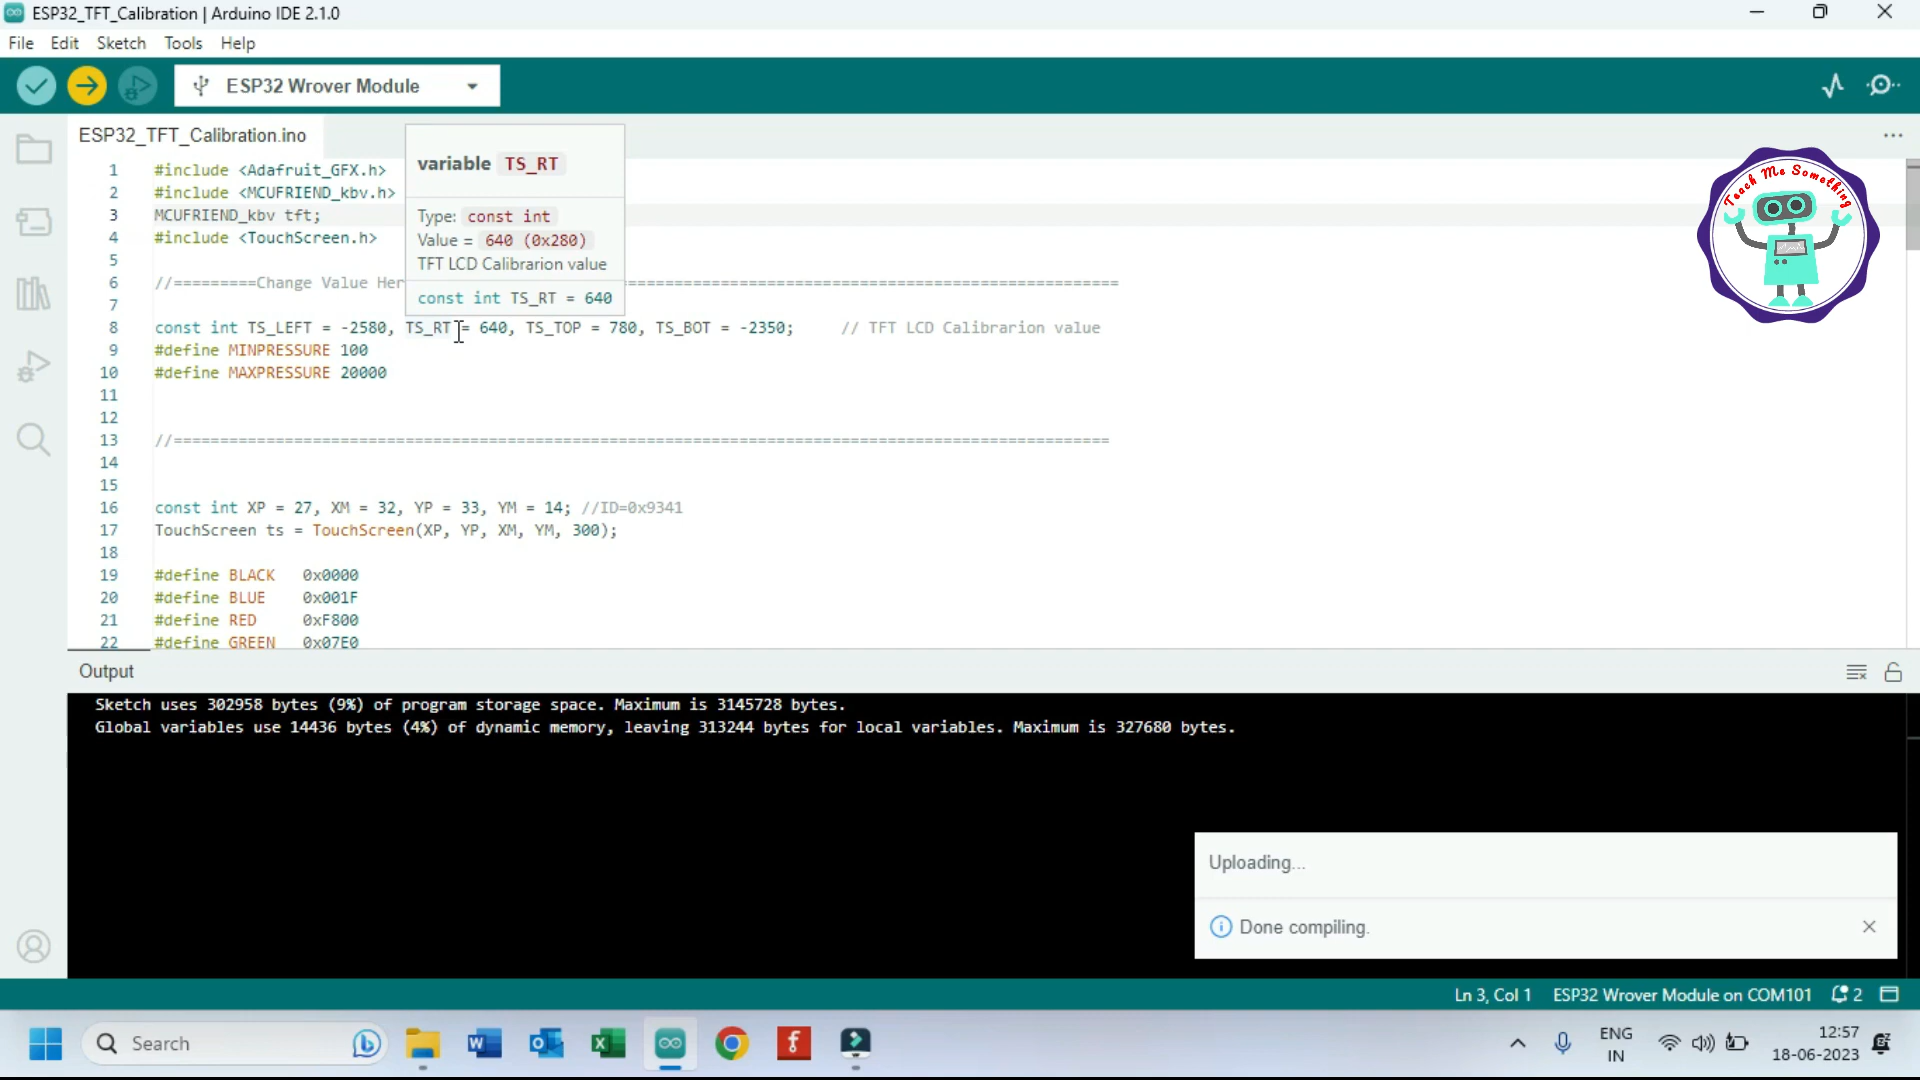 ESP32_TFT_Calibration | Arduino IDE 2.1.0
File Edit Sketch Tools Help
ESP32 Wrover Module
ESP32_TFT_Calibration.ino
variable TS_RT
Type: const int
Value = 640 (0x280)
TFT LCD Calibrarion value
const int TS_RT = 640
Teach Me Something
1 #include <Adafruit_GFX.h>
2 #include <MCUFRIEND_kbv.h>
3 MCUFRIEND_kbv tft;
4 #include <TouchScreen.h>
5
6 //=========Change Value Her=====================================================
7
8 const int TS_LEFT = -2580, TS_RT = 640, TS_TOP = 780, TS_BOT = -2350; // TFT LCD Calibrarion value
9 #define MINPRESSURE 100
10 #define MAXPRESSURE 20000
11
12
13 //=====================================================================================================
14
15
16 const int XP = 27, XM = 32, YP = 33, YM = 14; //ID=0x9341
17 TouchScreen ts = TouchScreen(XP, YP, XM, YM, 300);
18
19 #define BLACK 0x0000
20 #define BLUE 0x001F
21 #define RED 0xF800
22 #define GREEN 0x07E0
Output
Sketch uses 302958 bytes (9%) of program storage space. Maximum is 3145728 bytes.
Global variables use 14436 bytes (4%) of dynamic memory, leaving 313244 bytes for local variables. Maximum is 327680 bytes.
Uploading...
Done compiling.
Ln 3, Col 1 ESP32 Wrover Module on COM101 2
Search
ENG
IN
12:57
18-06-2023